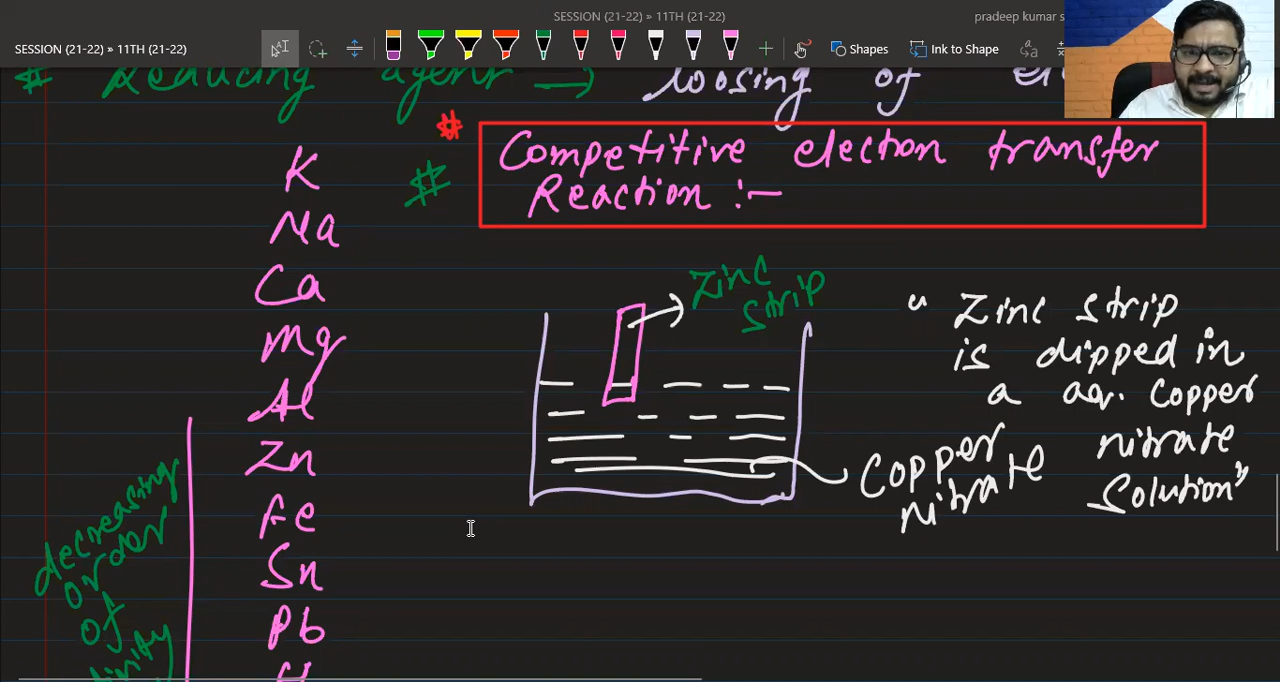 SESSION (21-22) » 11TH (21-22)
pradeep kumar s
SESSION (21-22) » 11TH (21-22)
Shapes
Ink to Shape
# Reducing agent → loosing of
#
# Competitive electron transfer
Reaction :-
K
Na
Ca
Mg
Al
Zn
Fe
Sn
Pb
H
decreasing
order
of
Zinc
strip
Copper
nitrate
" Zinc strip
is dipped in
a aq. Copper
nitrate
Solution"